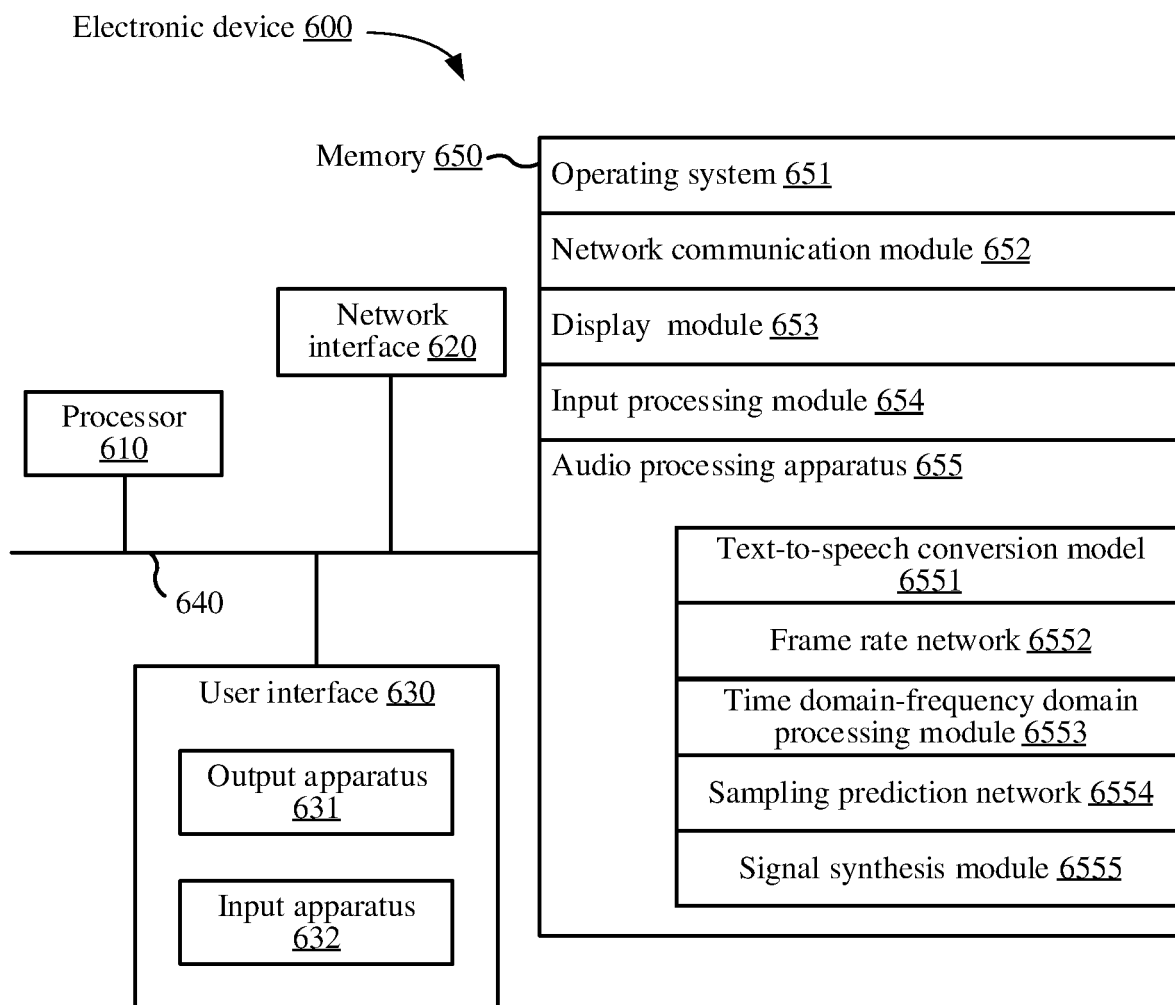 Electronic device 600
Memory 650
Operating system 651
Network communication module 652
Display module 653
Input processing module 654
Audio processing apparatus 655
Text-to-speech conversion model
6551
Frame rate network 6552
Time domain-frequency domain
processing module 6553
Sampling prediction network 6554
Signal synthesis module 6555
Network
interface 620
Processor
610
640
User interface 630
Output apparatus
631
Input apparatus
632